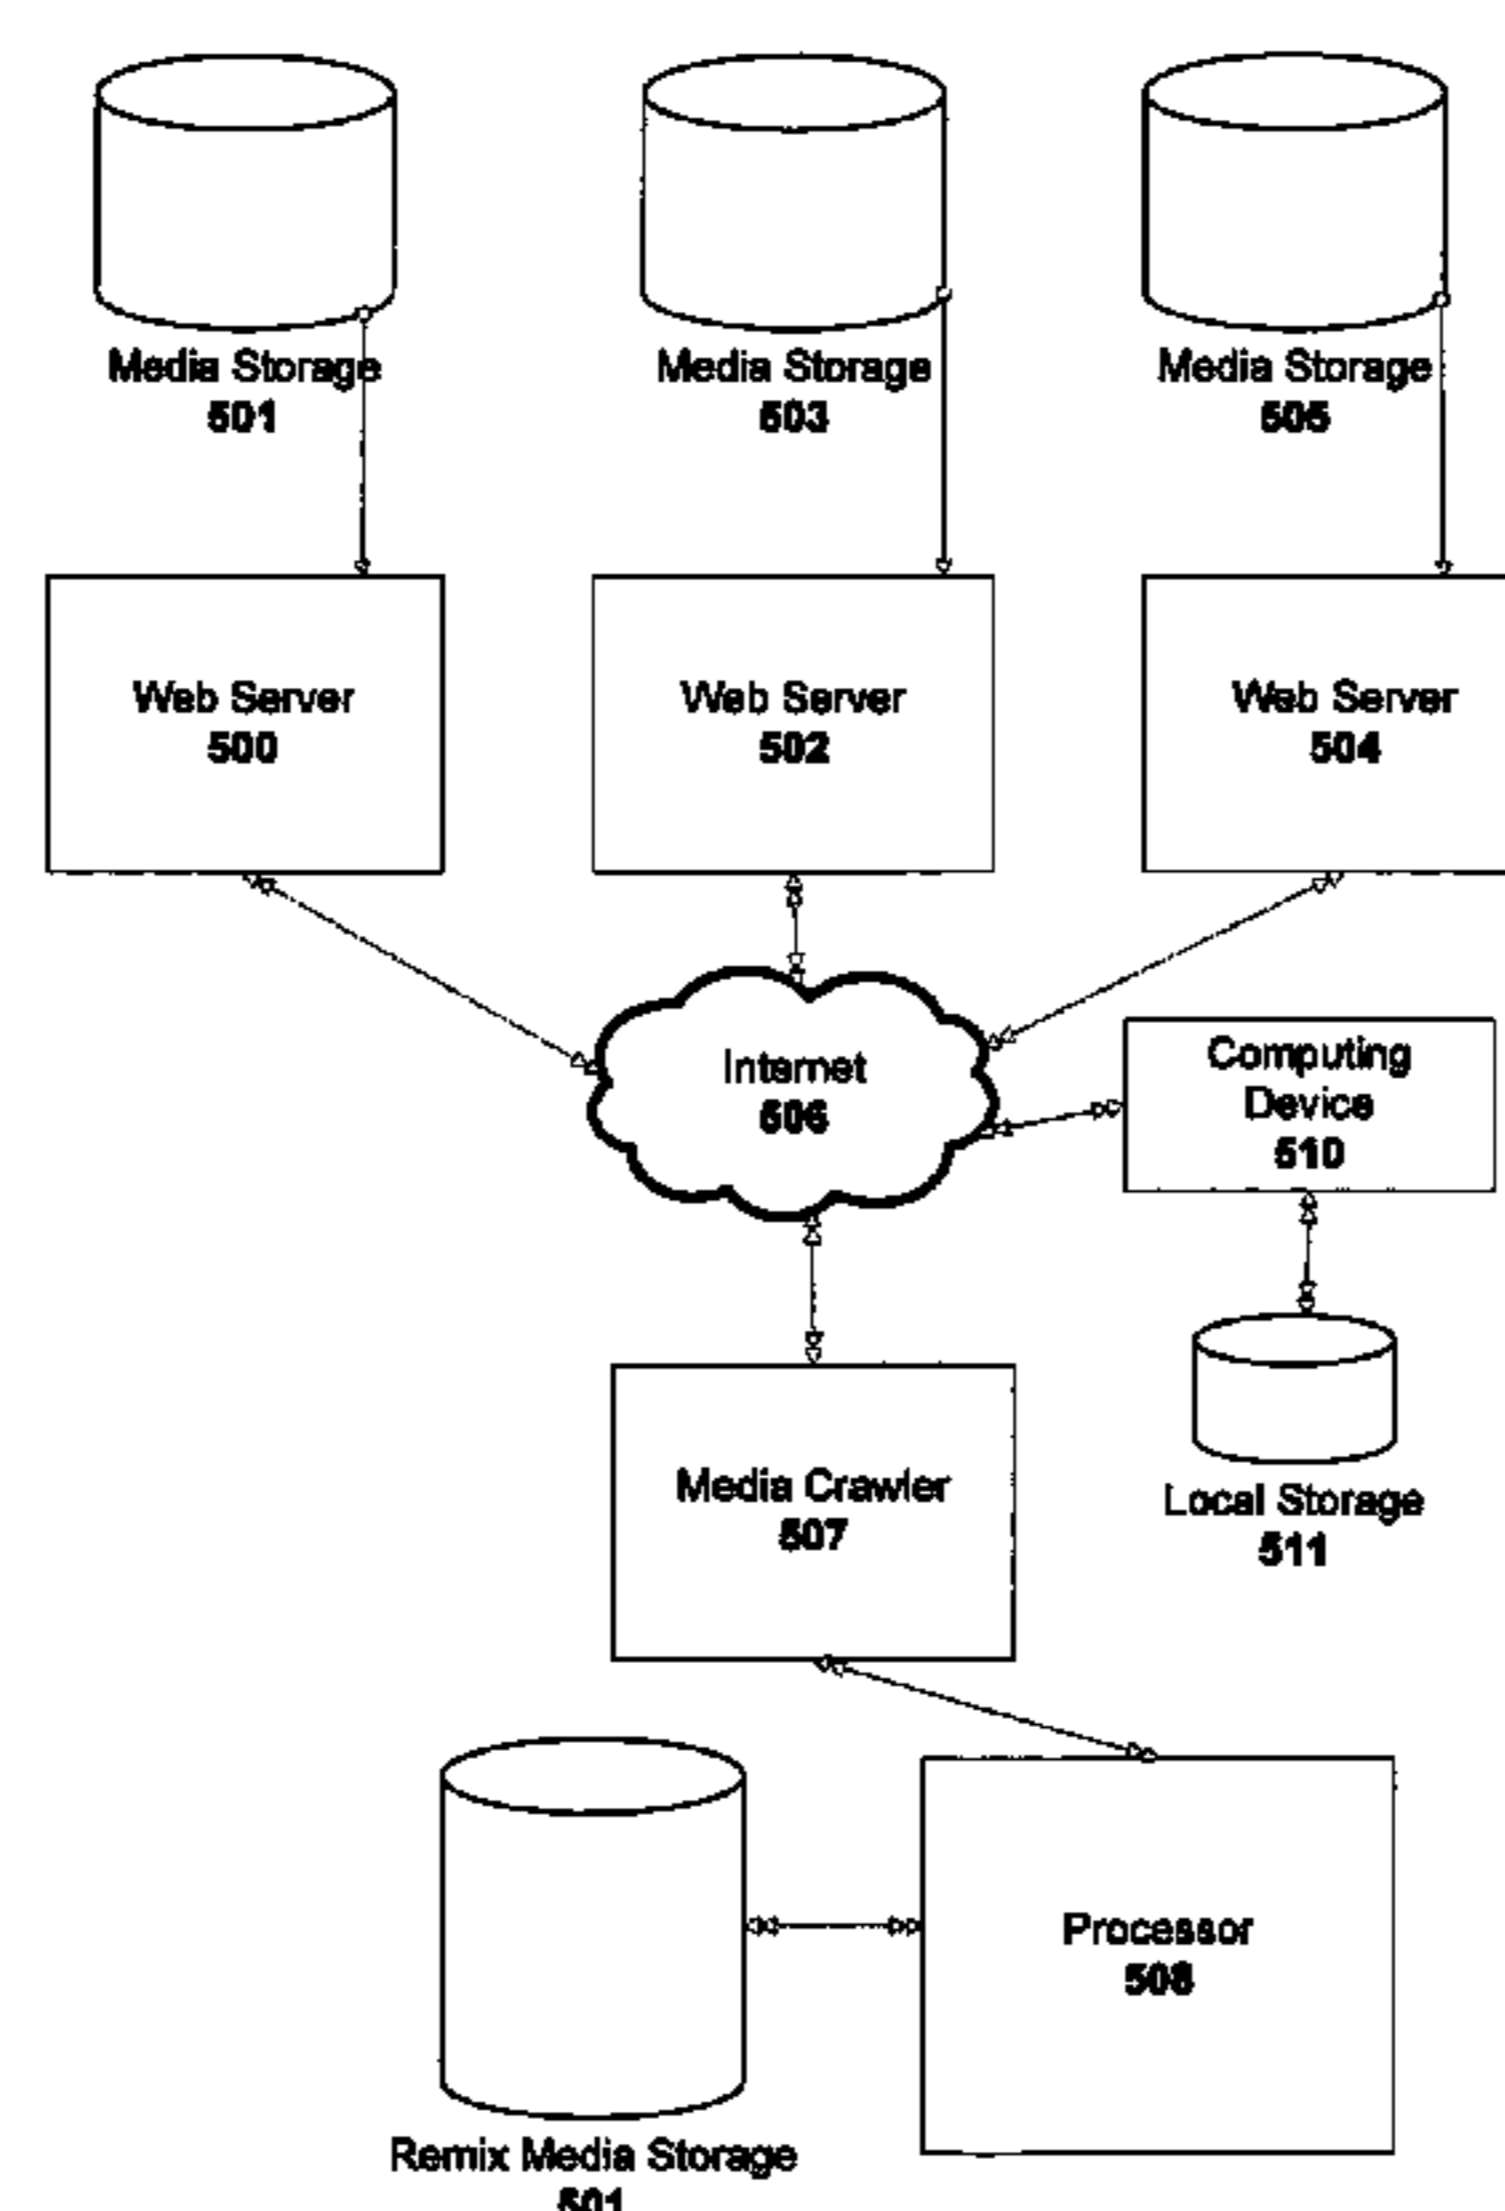 Media Storage
501
Media Storage
503
Media Storage
505
Web Server
500
Web Server
502
Web Server
504
Internet
506
Computing
Device
510
Media Crawler
507
Local Storage
511
Processor
508
Remix Media Storage
501